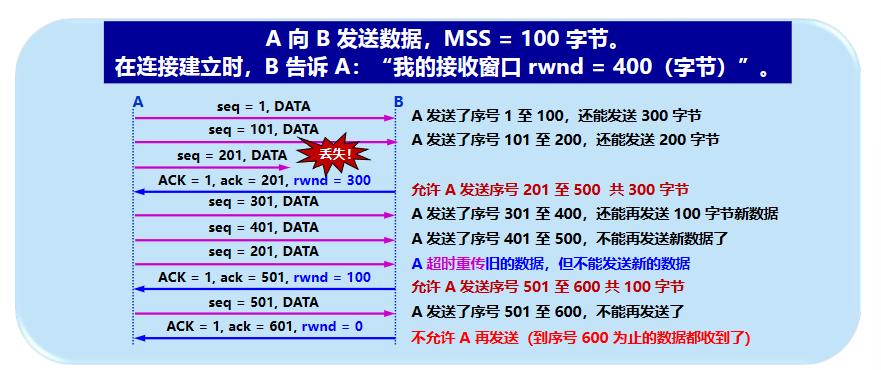 A 向 B 发送数据，MSS = 100 字节。
在连接建立时，B 告诉 A：“我的接收窗口 rwnd = 400（字节）”。
A
B
seq = 1, DATA
A 发送了序号 1 至 100，还能发送 300 字节
seq = 101, DATA
A 发送了序号 101 至 200，还能发送 200 字节
seq = 201, DATA
丢失!
ACK = 1, ack = 201, rwnd = 300
允许 A 发送序号 201 至 500 共 300 字节
seq = 301, DATA
A 发送了序号 301 至 400，还能再发送 100 字节新数据
seq = 401, DATA
A 发送了序号 401 至 500，不能再发送新数据了
seq = 201, DATA
A 超时重传旧的数据，但不能发送新的数据
ACK = 1, ack = 501, rwnd = 100
允许 A 发送序号 501 至 600 共 100 字节
seq = 501, DATA
A 发送了序号 501 至 600，不能再发送了
ACK = 1, ack = 601, rwnd = 0
不允许 A 再发送（到序号 600 为止的数据都收到了)